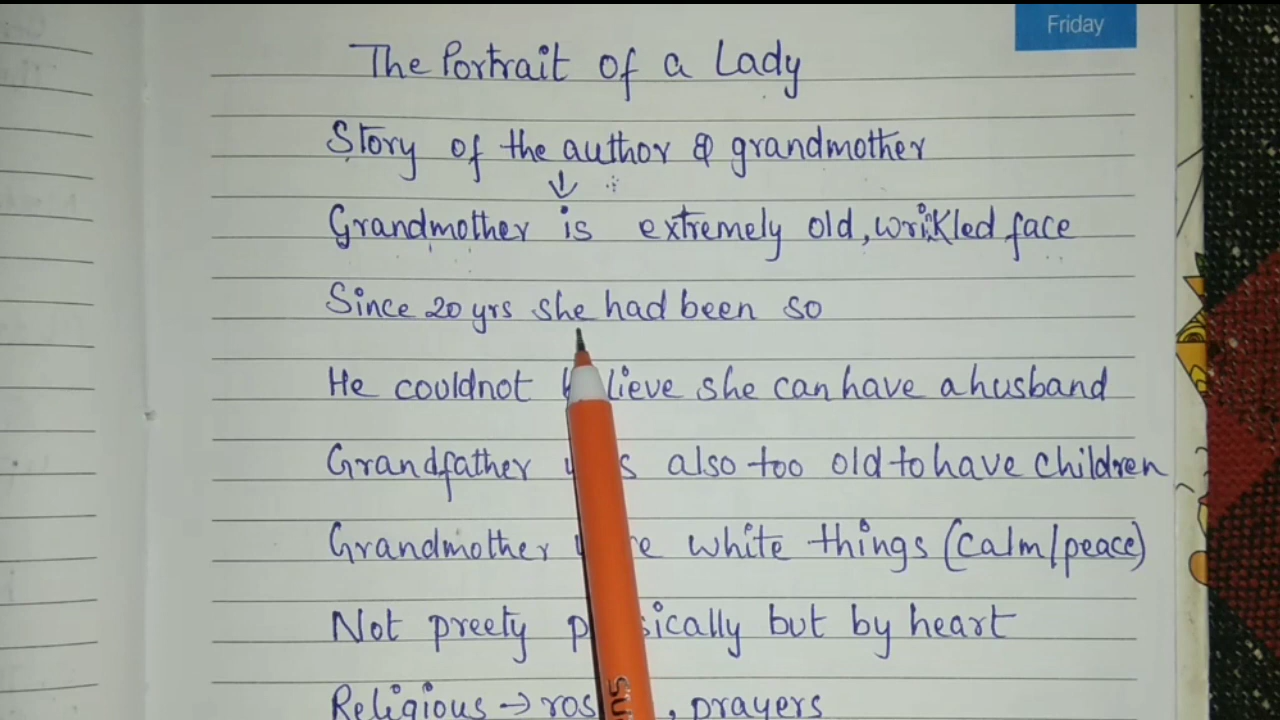 Friday
The Portrait of a Lady
Story of the author & grandmother
↓
Grandmother is extremely old, wrikled face
Since 20 yrs she had been so
He couldnot lieve she can have a husband
Grandfather also too old to have children
Grandmother white things (calm/peace)
Not preety but by heart
Religious → , prayers